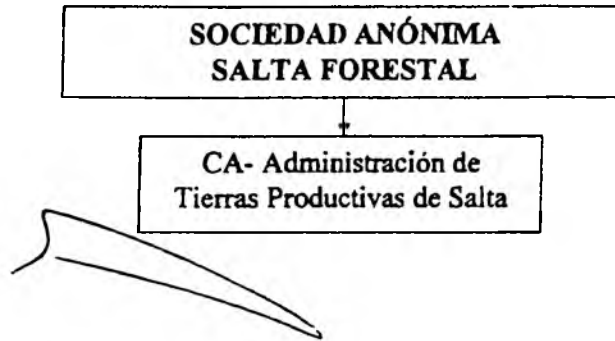 SOCIEDAD ANÓNIMA
SALTA FORESTAL
CA- Administración de
Tierras Productivas de Salta